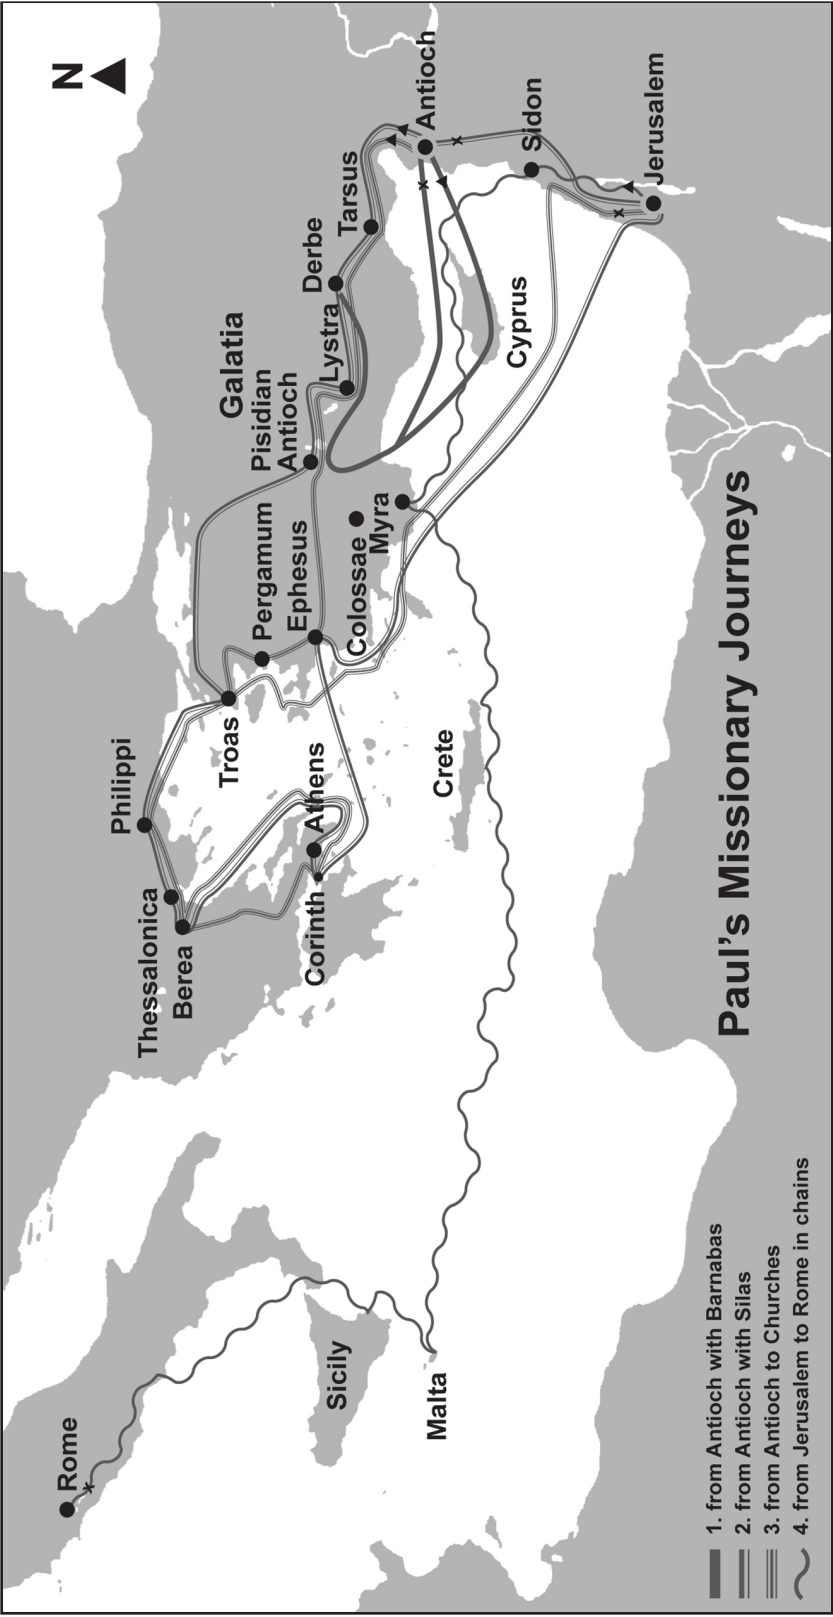 N
Rome
Philippi
Thessalonica
Berea
Troas
Pergamum
Ephesus
Galatia
Pisidian
Antioch
Derbe
Lystra
Tarsus
Antioch
Athens
Corinth
Colossae
Myra
Sicily
Malta
Crete
Cyprus
Sidon
Jerusalem
Paul's Missionary Journeys
1. from Antioch with Barnabas
2. from Antioch with Silas
3. from Antioch to Churches
4. from Jerusalem to Rome in chains